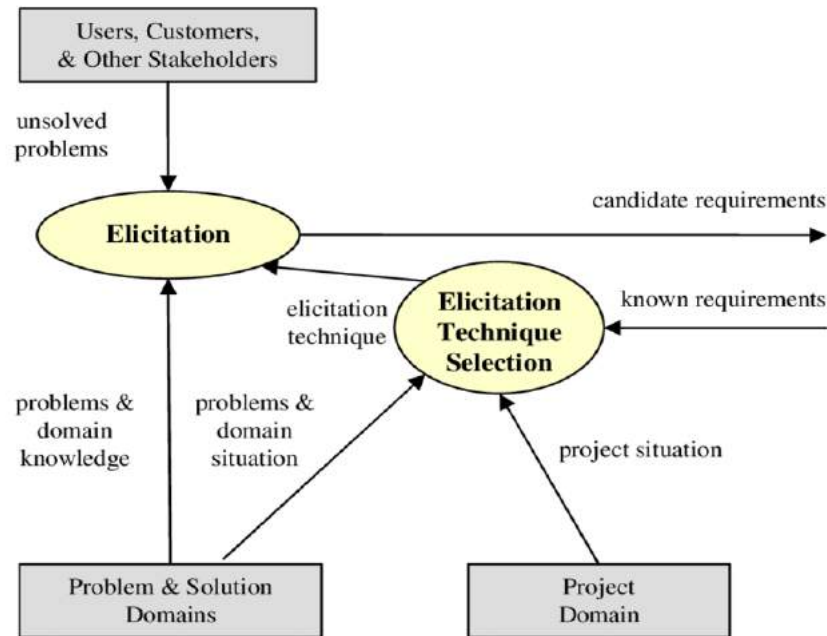 Users, Customers,
& Other Stakeholders
unsolved
problems
candidate requirements
Elicitation
known requirements
elicitation
technique
Elicitation
Technique
Selection
problems &
domain
knowledge
problems &
domain
situation
project situation
Problem & Solution
Domains
Project
Domain